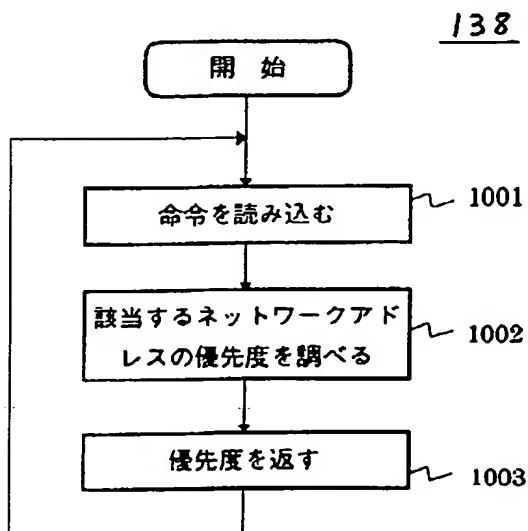 138
開 始
命令を読み込む
1001
該当するネットワークアド
レスの優先度を調べる
1002
優先度を返す
1003